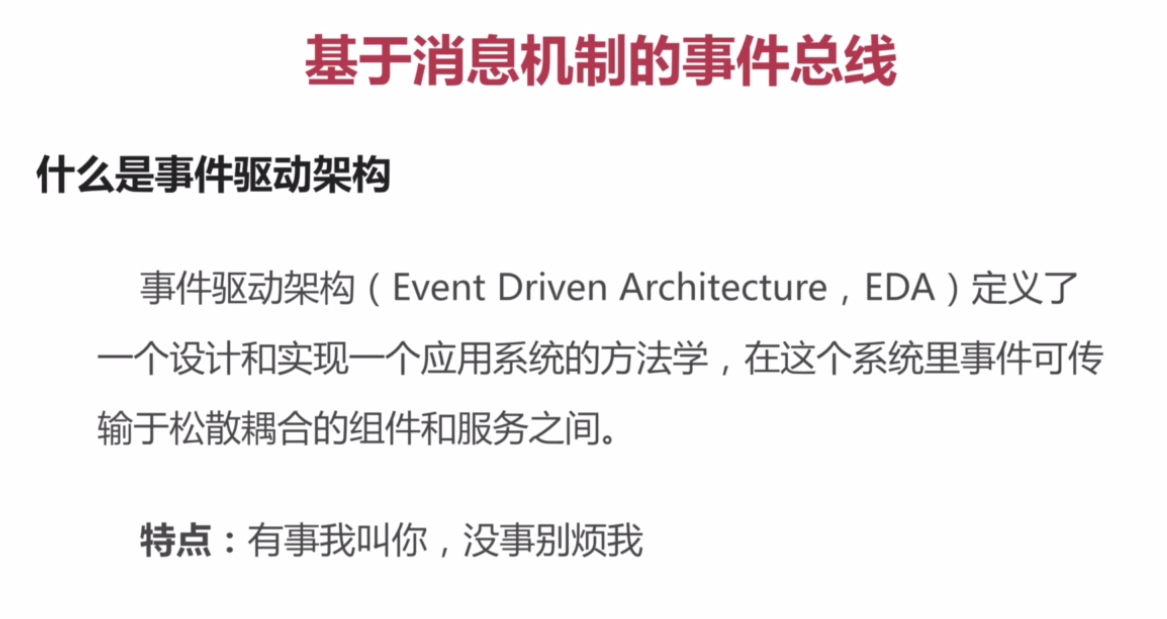 基于消息机制的事件总线
什么是事件驱动架构
事件驱动架构（Event Driven Architecture，EDA）定义了
一个设计和实现一个应用系统的方法学，在这个系统里事件可传
输于松散耦合的组件和服务之间。
特点：有事我叫你，没事别烦我